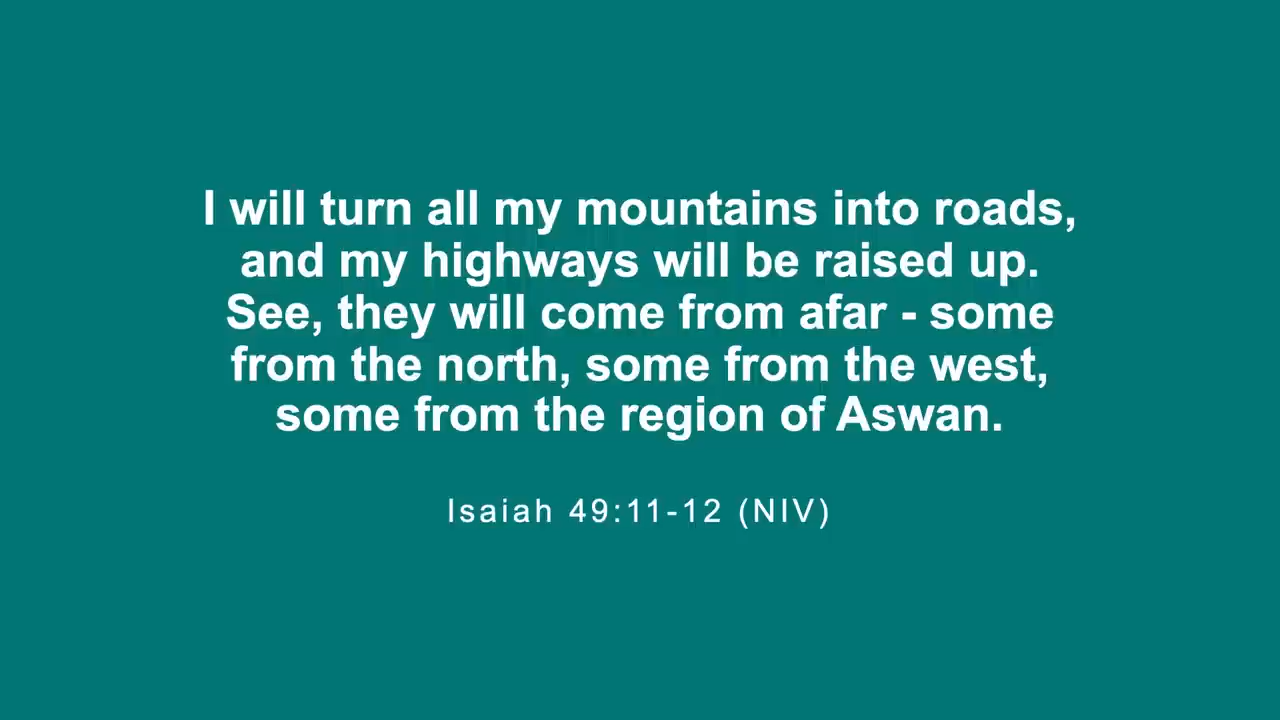 I will turn all my mountains into roads,
and my highways will be raised up.
See, they will come from afar - some
from the north, some from the west,
some from the region of Aswan.
Isaiah 49:11-12 (NIV)